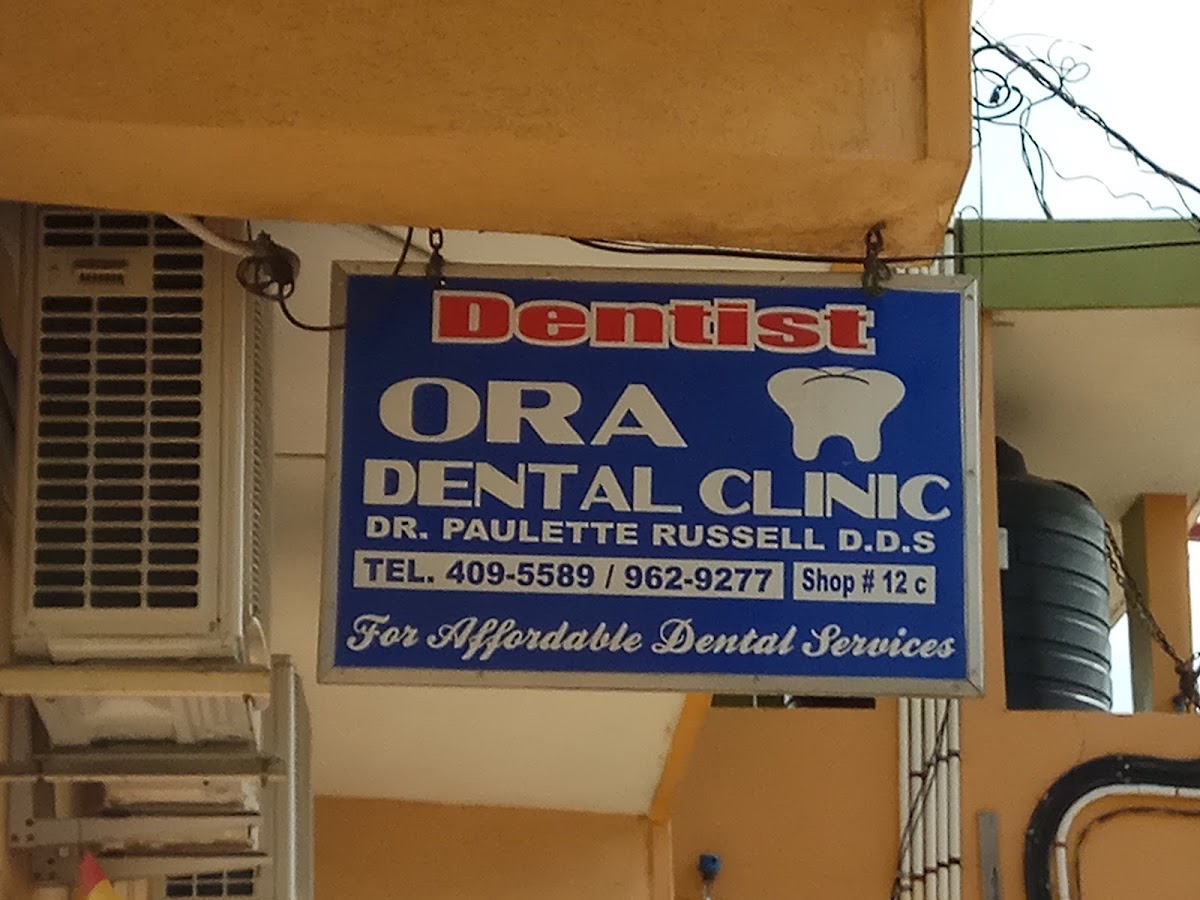 Dentist
ORA
DENTAL CLINIC
DR. PAULETTE RUSSELL D.D.S
TEL. 409-5589 / 962-9277 Shop # 12 c
For Affordable Dental Services